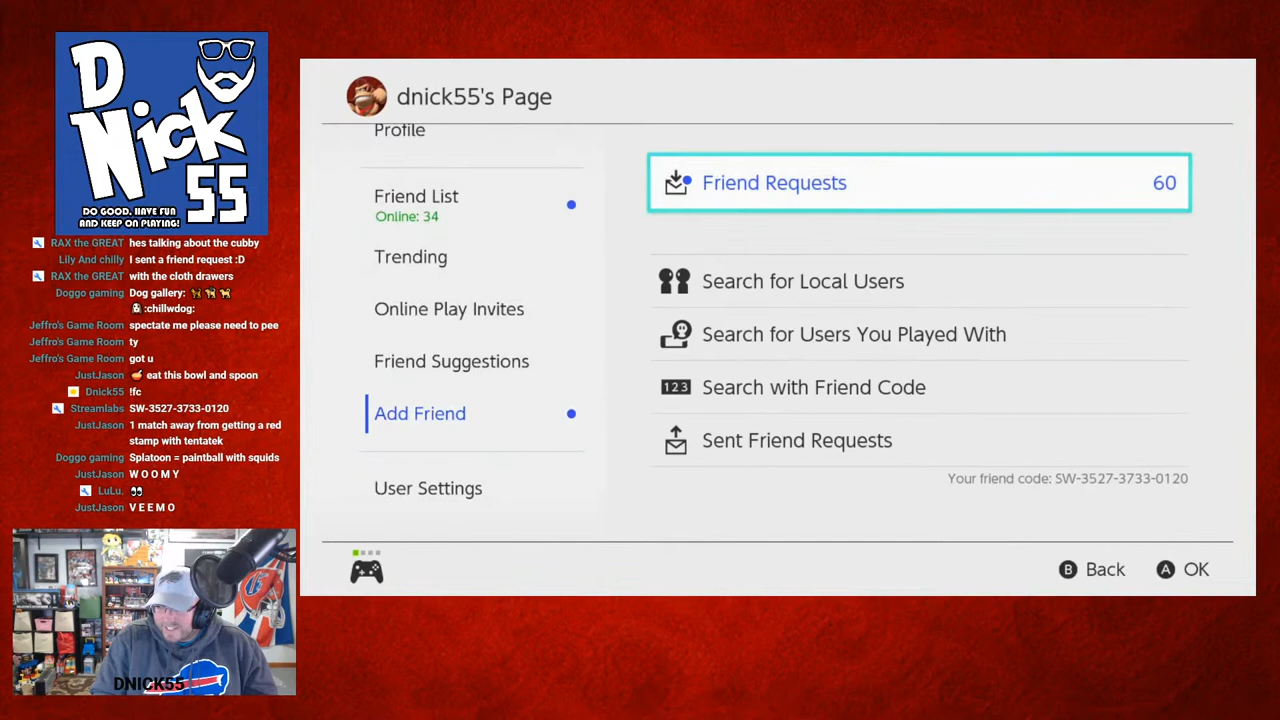 D
Nick
55
DO GOOD. HAVE FUN
AND KEEP ON PLAYING!
RAX the GREAT hes talking about the cubby
Lily And chilly I sent a friend request :D
RAX the GREAT with the cloth drawers
Doggo gaming Dog gallery: 🐕 🐕 🐕
:chillwdog:
Jeffro's Game Room spectate me please need to pee
Jeffro's Game Room ty
Jeffro's Game Room got u
JustJason 🥣 eat this bowl and spoon
Dnick55 !fc
Streamlabs SW-3527-3733-0120
JustJason 1 match away from getting a red
stamp with tentatek
Doggo gaming Splatoon = paintball with squids
JustJason W O O M Y
LuLu. 👀
JustJason V E E M O
DNICK55
dnick55's Page
Profile
Friend List
Online: 34
Trending
Online Play Invites
Friend Suggestions
Add Friend
User Settings
Friend Requests 60
Search for Local Users
Search for Users You Played With
123 Search with Friend Code
Sent Friend Requests
Your friend code: SW-3527-3733-0120
B Back A OK